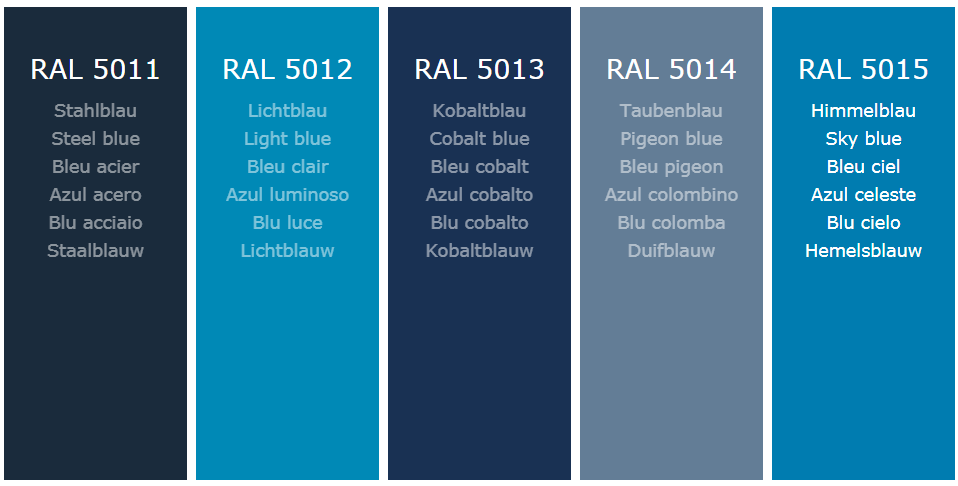 RAL 5011
Stahlblau
Steel blue
Bleu acier
Azul acero
Blu acciaio
Staalblauw
RAL 5012
Lichtblau
Light blue
Bleu clair
Azul luminoso
Blu luce
Lichtblauw
RAL 5013
Kobaltblau
Cobalt blue
Bleu cobalt
Azul cobalto
Blu cobalto
Kobaltblauw
RAL 5014
Taubenblau
Pigeon blue
Bleu pigeon
Azul colombino
Blu colomba
Duifblauw
RAL 5015
Himmelblau
Sky blue
Bleu ciel
Azul celeste
Blu cielo
Hemelsblauw